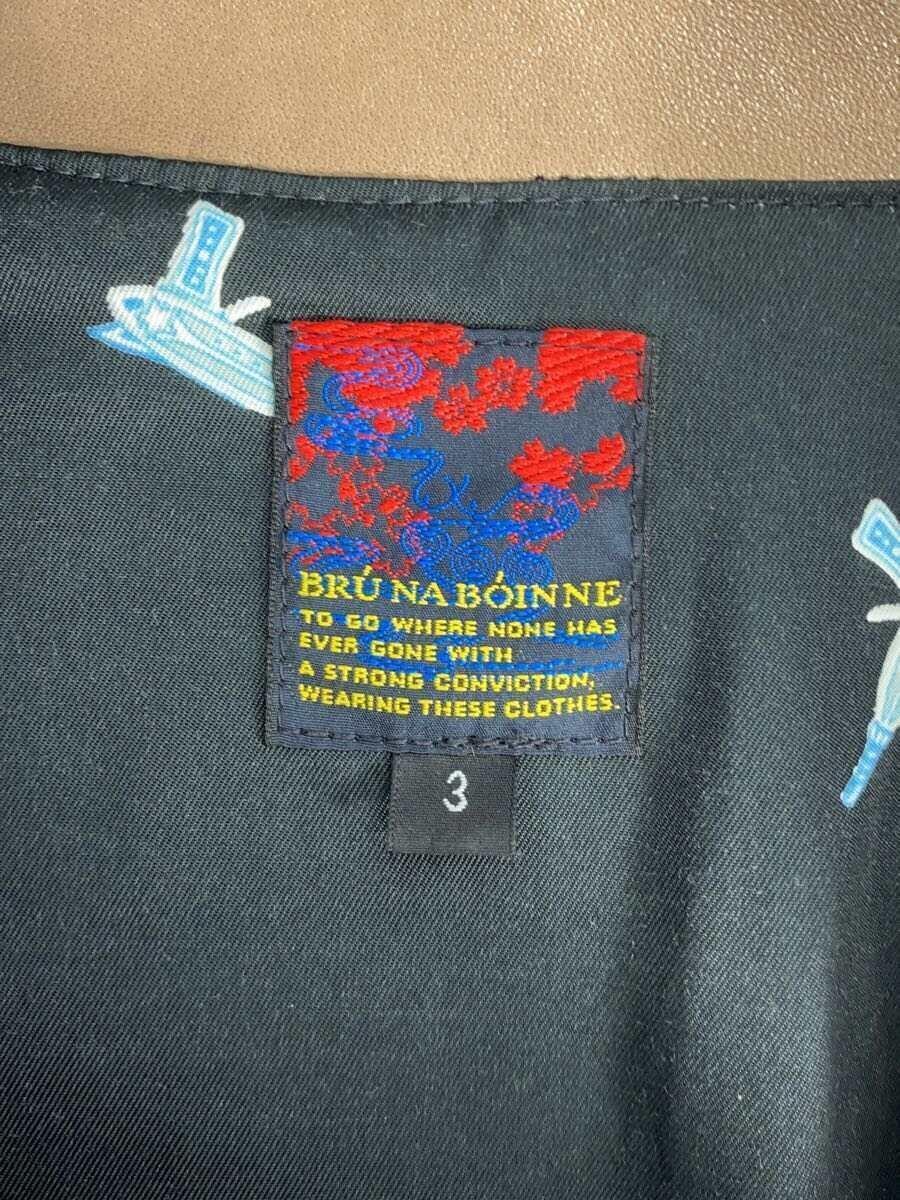 BRÚ NA BÓINNE
TO GO WHERE NONE HAS
EVER GONE WITH
A STRONG CONVICTION,
WEARING THESE CLOTHES.
3